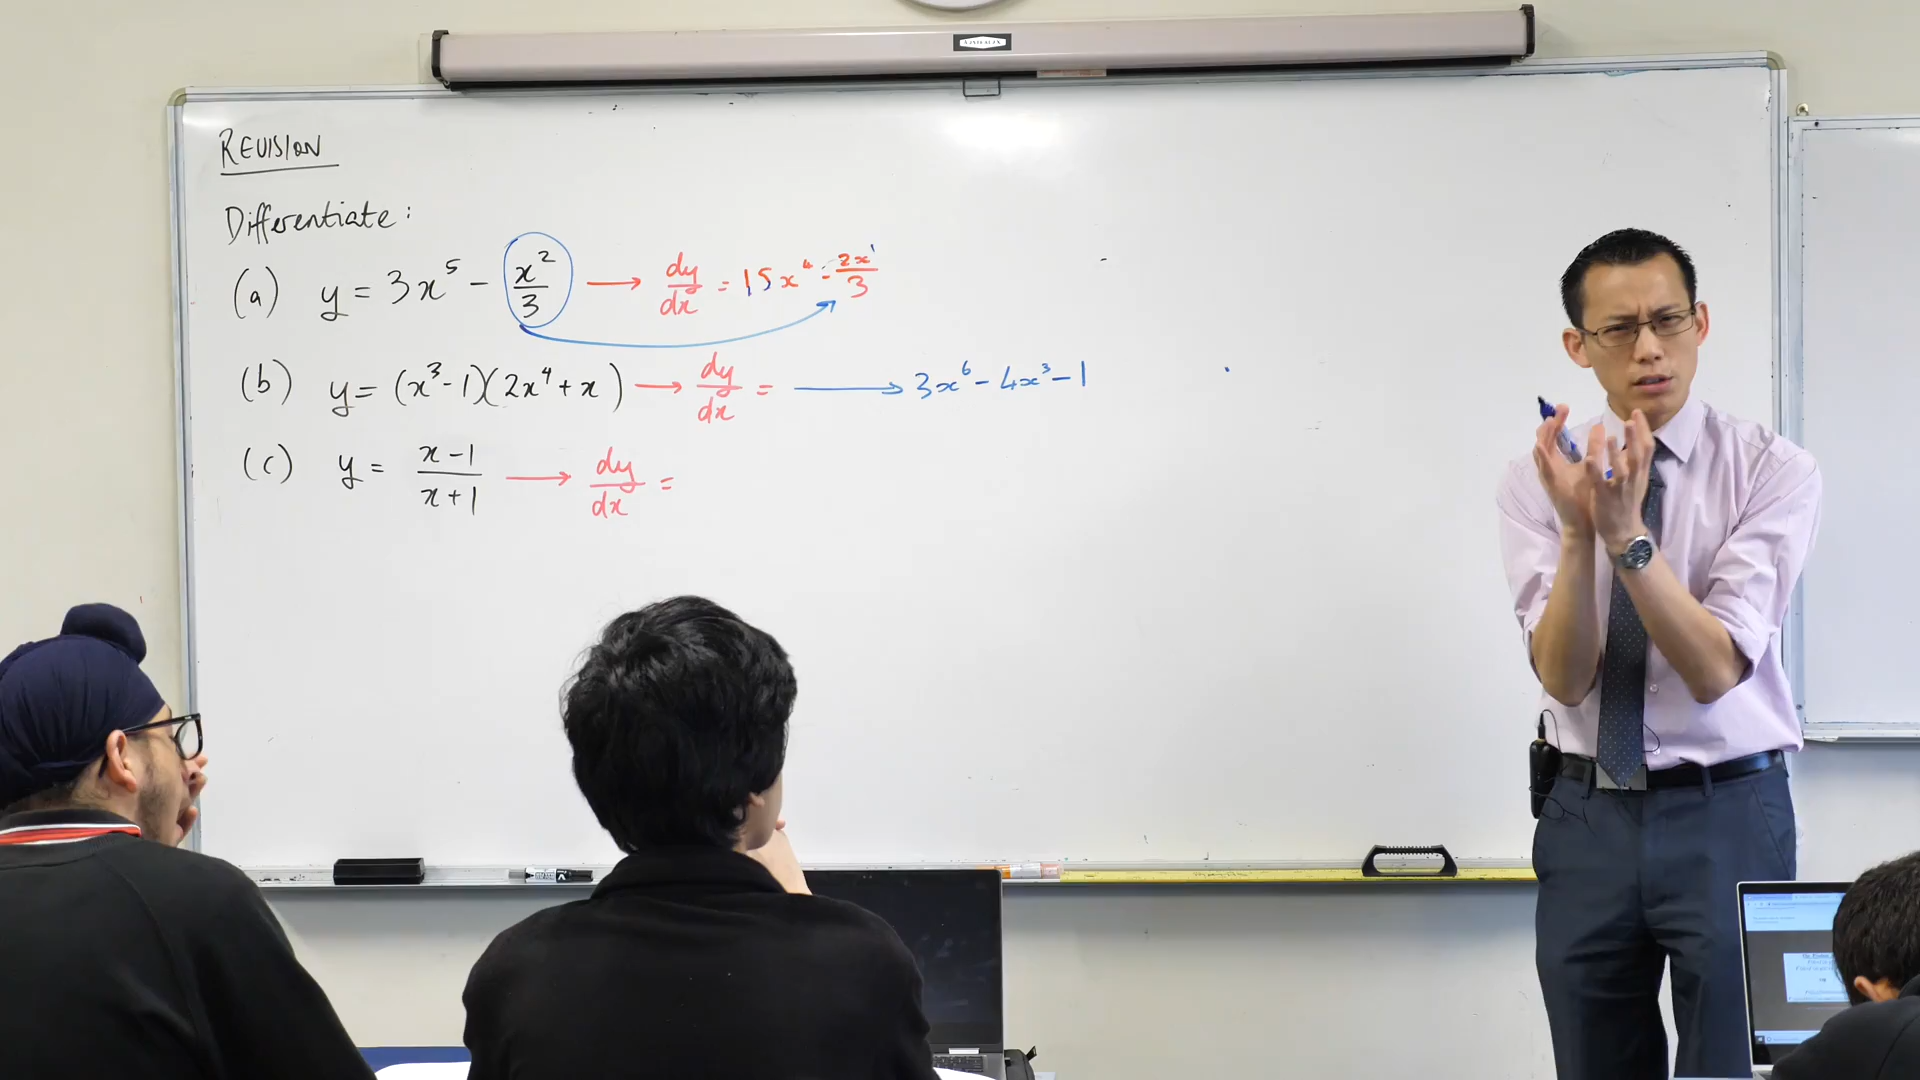 REVISION
Differentiate:
(a) y = 3x⁵ - x²/3 → dy/dx = 15x⁴ - 2x¹/3
(b) y = (x³-1)(2x⁴+x) → dy/dx = → 3x⁶ - 4x³ - 1
(c) y = x-1/x+1 → dy/dx =